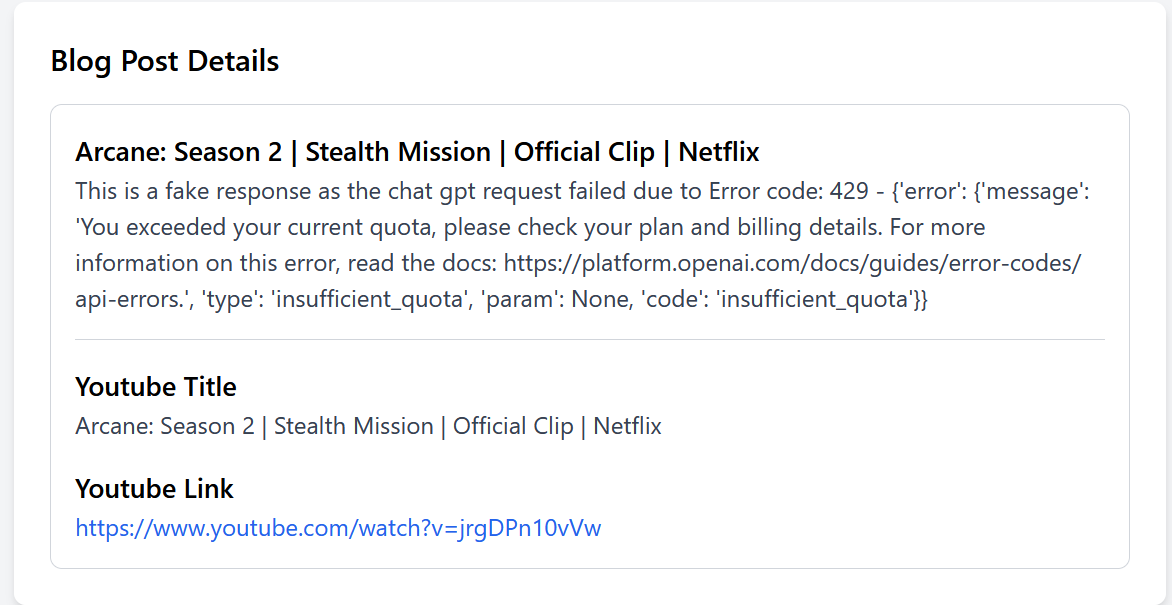 Blog Post Details
Arcane: Season 2 | Stealth Mission | Official Clip | Netflix
This is a fake response as the chat gpt request failed due to Error code: 429 - {'error': {'message':
'You exceeded your current quota, please check your plan and billing details. For more
information on this error, read the docs: https://platform.openai.com/docs/guides/error-codes/
api-errors.', 'type': 'insufficient_quota', 'param': None, 'code': 'insufficient_quota'}}
Youtube Title
Arcane: Season 2 | Stealth Mission | Official Clip | Netflix
Youtube Link
https://www.youtube.com/watch?v=jrgDPn10vVw